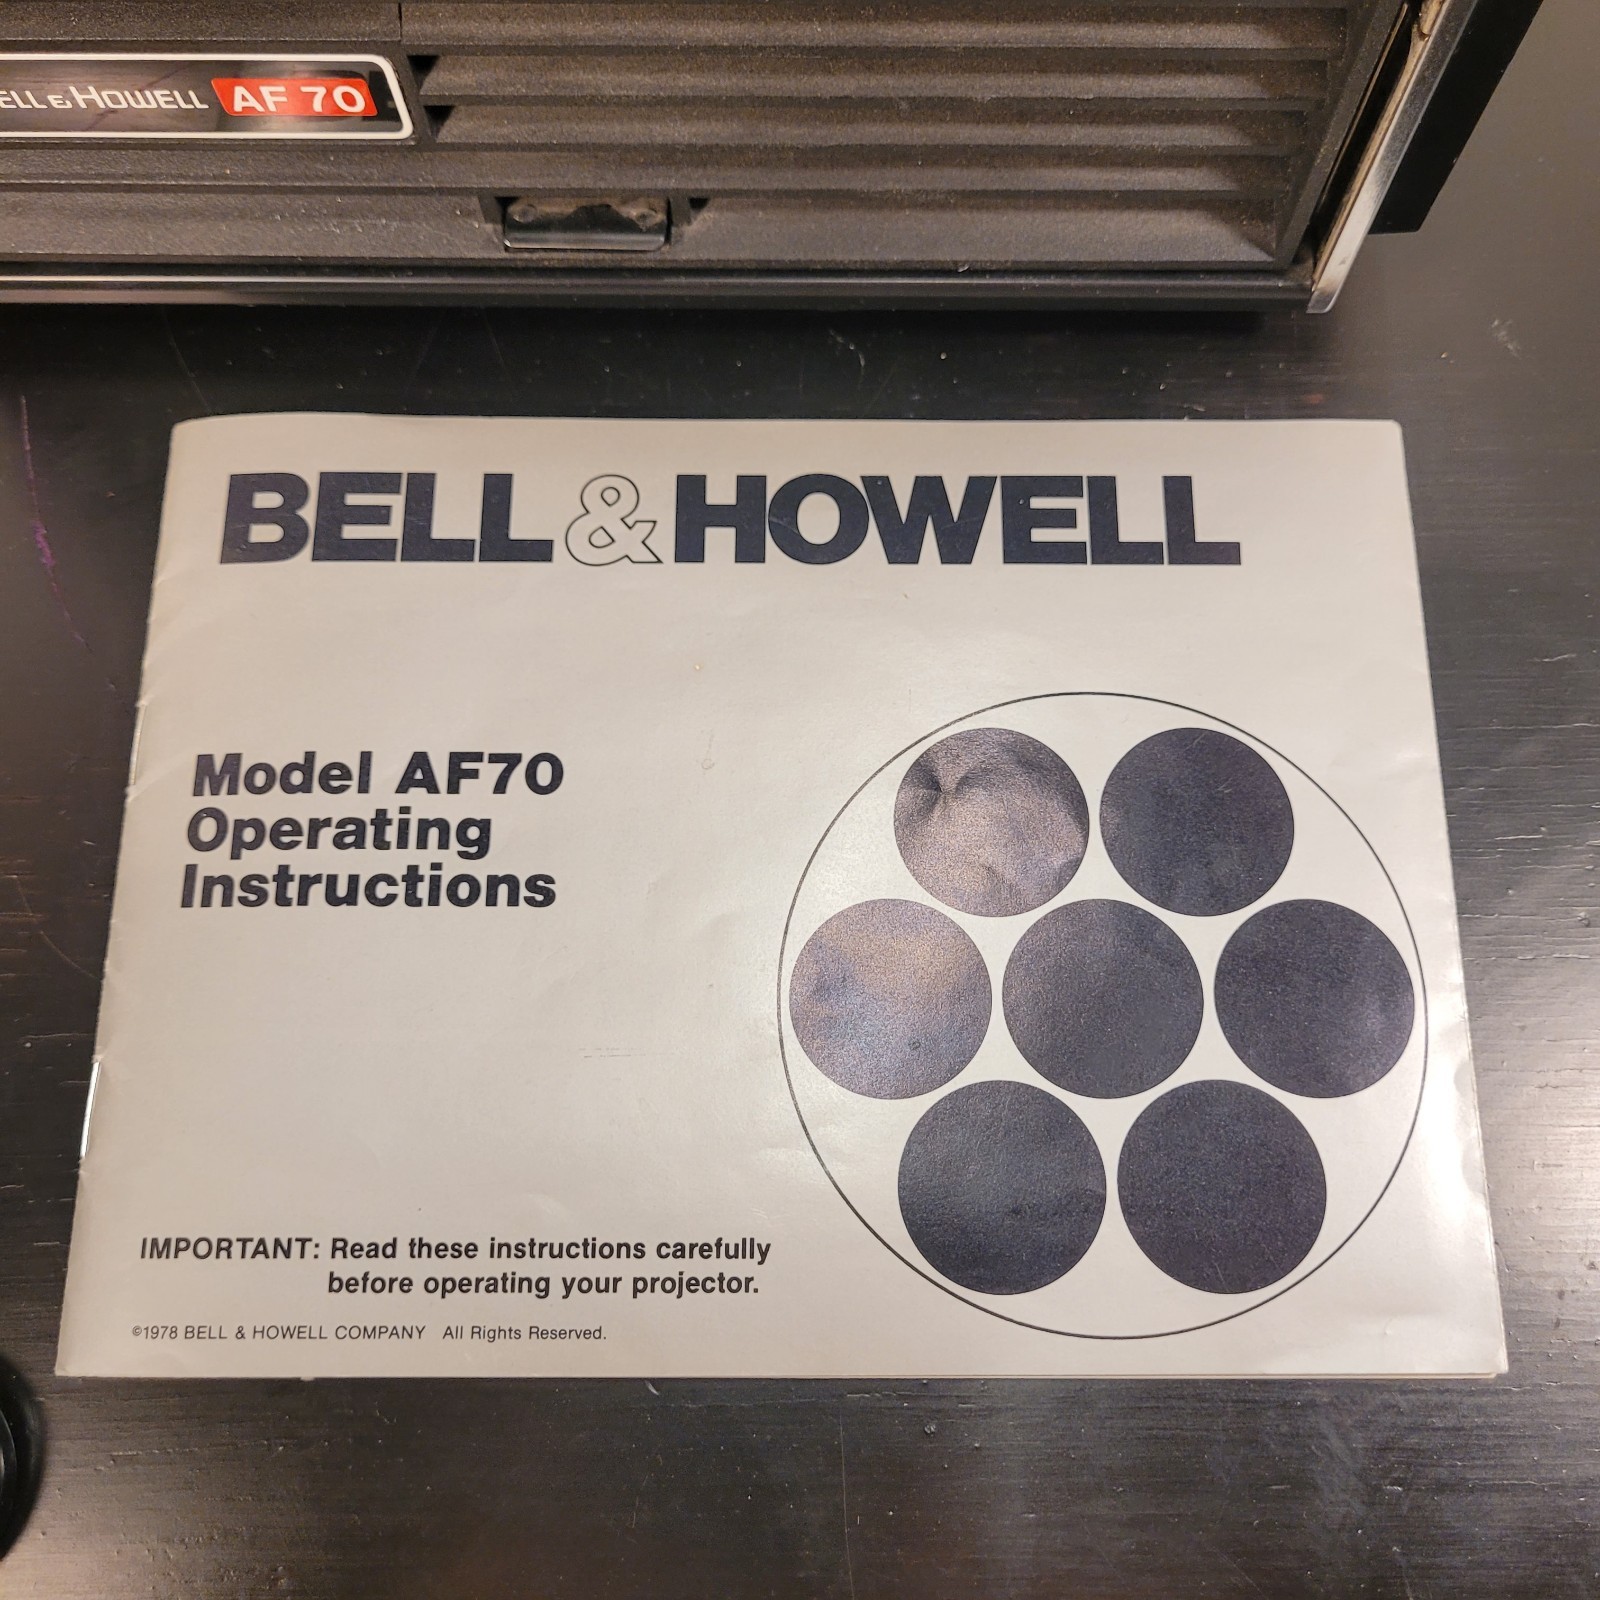 ELL & HOWELL AF 70
BELL & HOWELL
Model AF70
Operating
Instructions
IMPORTANT: Read these instructions carefully
before operating your projector.
©1978 BELL & HOWELL COMPANY All Rights Reserved.